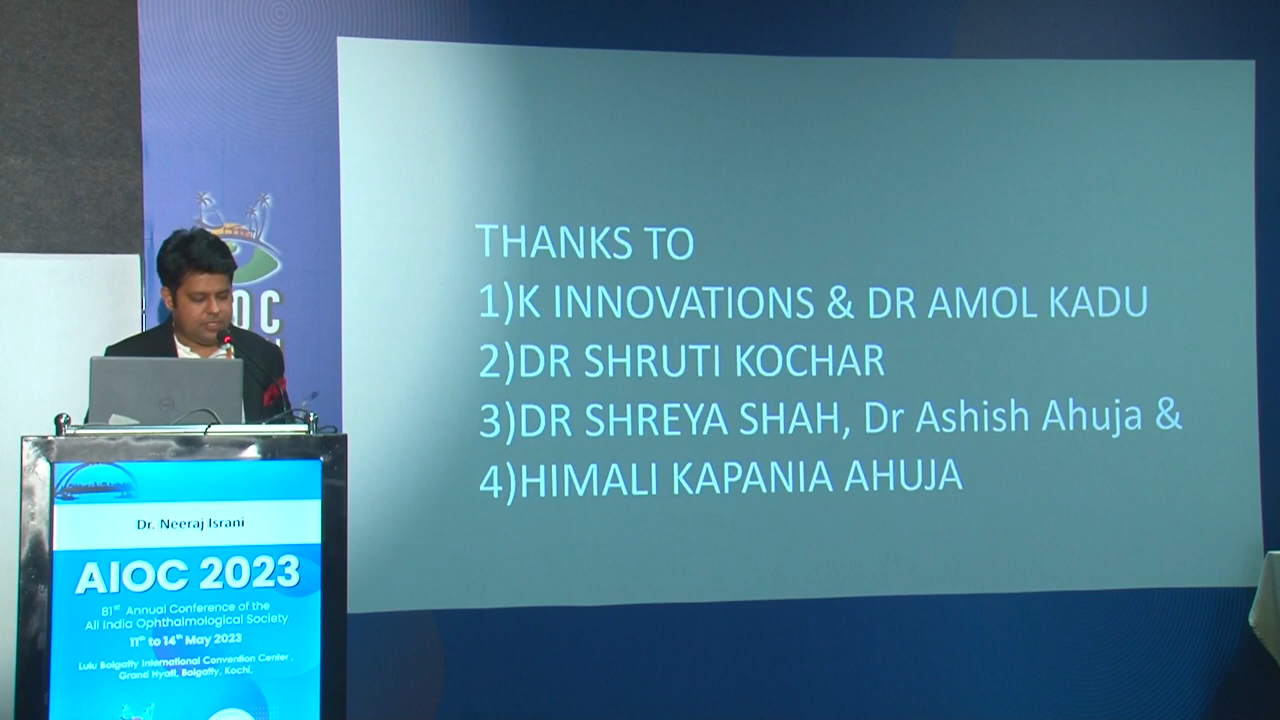 THANKS TO
1)K INNOVATIONS & DR AMOL KADU
2)DR SHRUTI KOCHAR
3)DR SHREYA SHAH, Dr Ashish Ahuja &
4)HIMALI KAPANIA AHUJA
Dr. Neeraj Israni
AIOC 2023
81st Annual Conference of the
All India Ophthalmological Society
11th to 14th May 2023
Lulu Bolgatty International Convention Center,
Grand Hyatt, Bolgatty, Kochi.